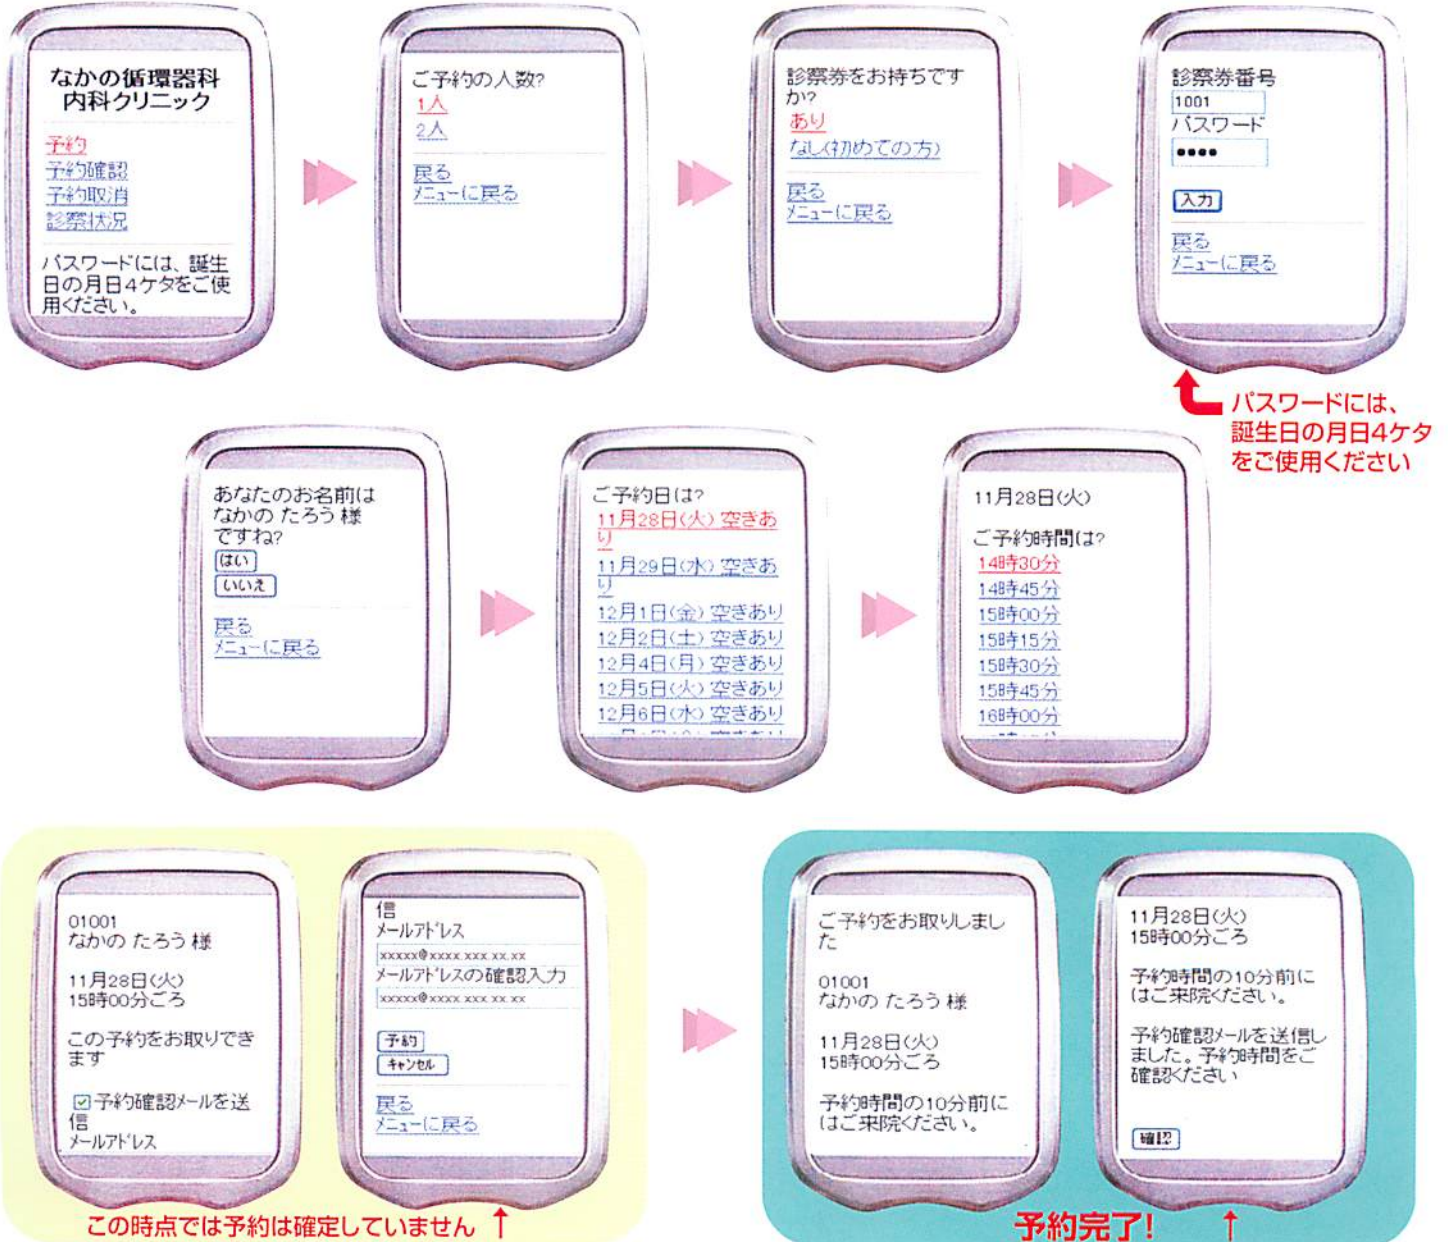 なかの循環器科
内科クリニック
予約
予約確認
予約取消
診察状況
パスワードには、誕生
日の月日4ケタをご使
用ください。
ご予約の人数?
1人
2人
戻る
メニューに戻る
診察券をお持ちです
か?
あり
なし(初めての方)
戻る
メニューに戻る
診察券番号
1001
パスワード
●●●●
入力
戻る
メニューに戻る
パスワードには、
誕生日の月日4ケタ
をご使用ください
あなたのお名前は
なかの たろう 様
ですね?
はい
いいえ
戻る
メニューに戻る
ご予約日は?
11月28日(火) 空きあ
り
11月29日(水) 空きあ
り
12月1日(金) 空きあり
12月2日(土) 空きあり
12月4日(月) 空きあり
12月5日(火) 空きあり
12月6日(水) 空きあり
11月28日(火)
ご予約時間は?
14時30分
14時45分
15時00分
15時15分
15時30分
15時45分
16時00分
01001
なかの たろう 様
11月28日(火)
15時00分ごろ
この予約をお取りでき
ます
予約確認メールを送
信
メールアドレス
信
メールアドレス
xxxxx@xxxx.xxx.xx.xx
メールアドレスの確認入力
xxxxx@xxxx.xxx.xx.xx
予約
キャンセル
戻る
メニューに戻る
この時点では予約は確定していません ↑
ご予約をお取りしまし
た
01001
なかの たろう 様
11月28日(火)
15時00分ごろ
予約時間の10分前に
はご来院ください。
11月28日(火)
15時00分ごろ
予約時間の10分前に
はご来院ください。
予約確認メールを送信し
ました。予約時間をご
確認ください
確認
予約完了! ↑